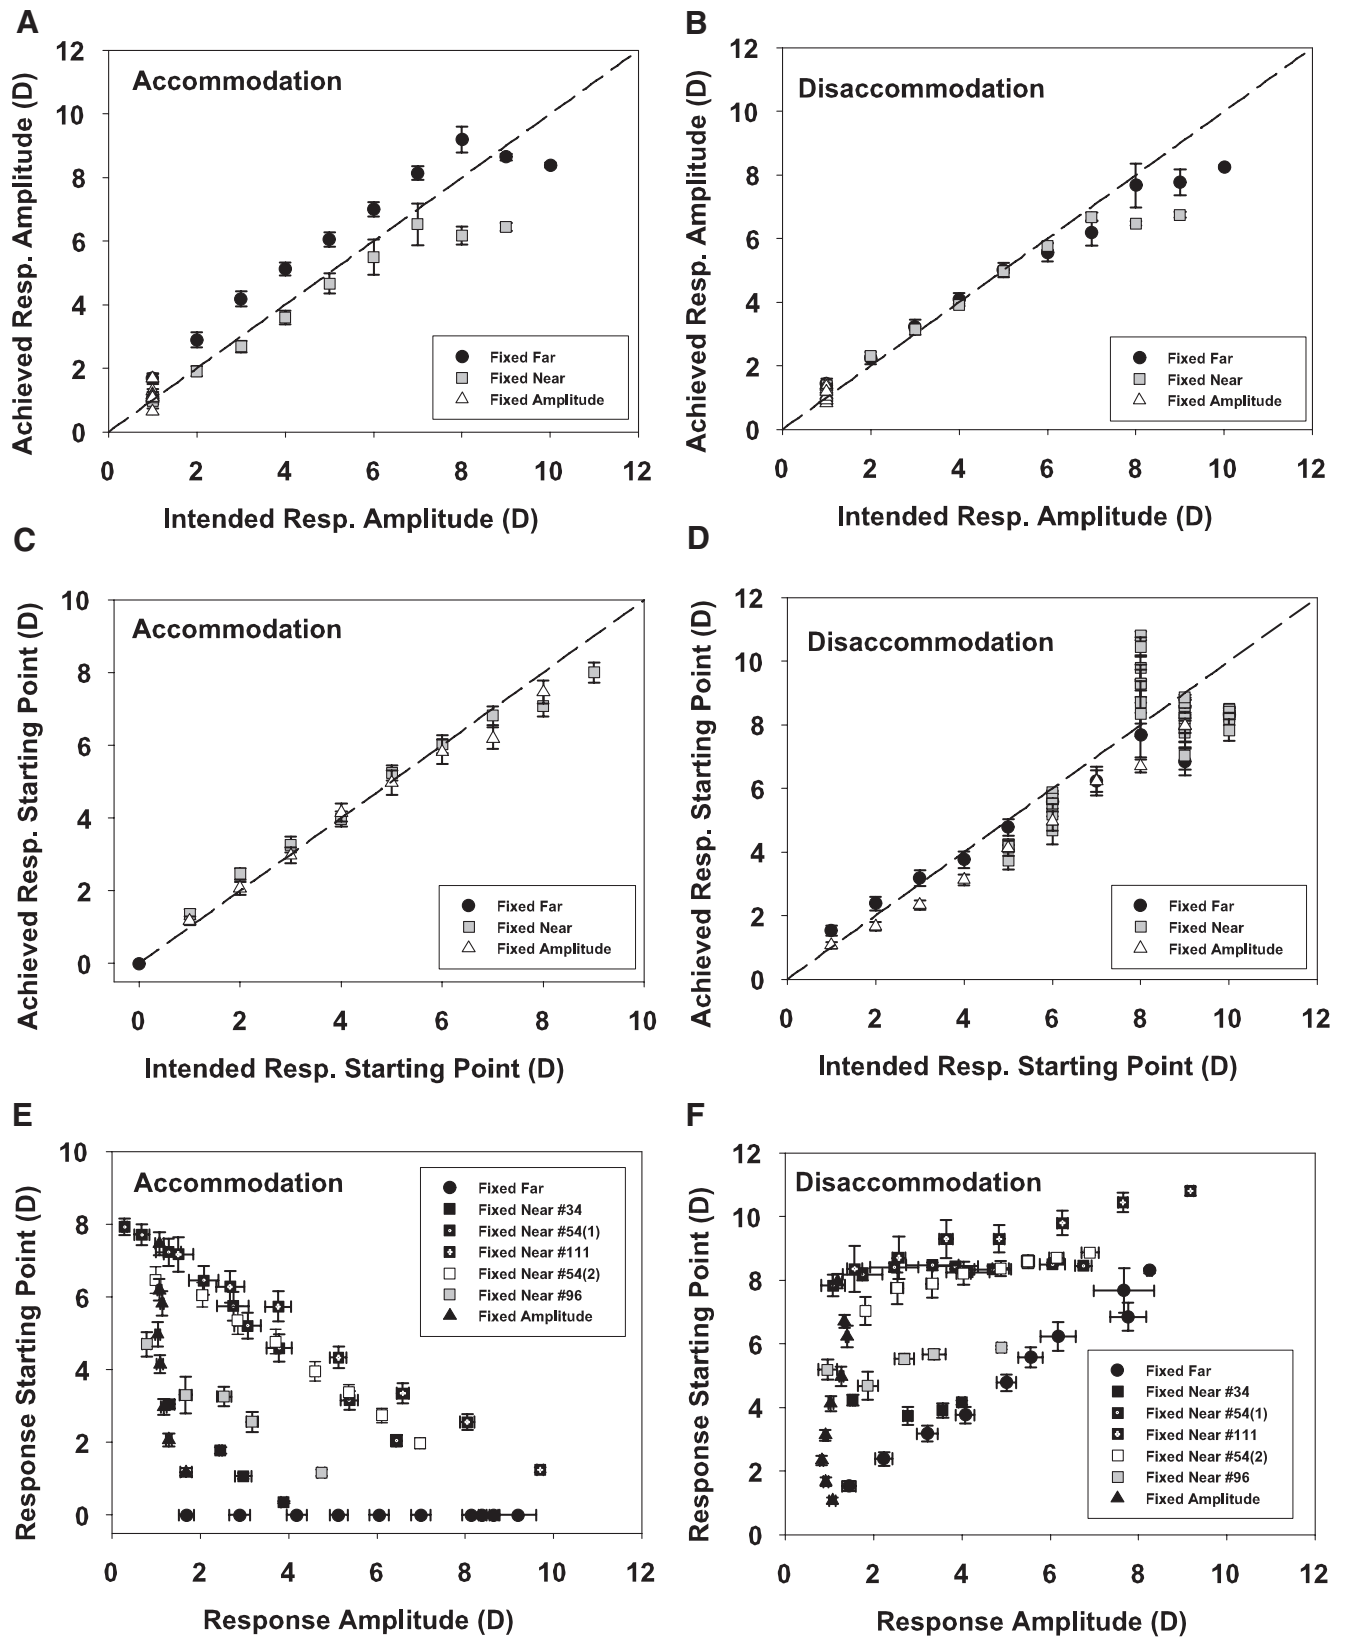 A
Accommodation
Achieved Resp. Amplitude (D)
12
10
8
6
4
2
0
Fixed Far
Fixed Near
Fixed Amplitude
0 2 4 6 8 10 12
Intended Resp. Amplitude (D)
B
Disaccommodation
Achieved Resp. Amplitude (D)
12
10
8
6
4
2
0
Fixed Far
Fixed Near
Fixed Amplitude
0 2 4 6 8 10 12
Intended Resp. Amplitude (D)
C
Accommodation
Achieved Resp. Starting Point (D)
10
8
6
4
2
0
Fixed Far
Fixed Near
Fixed Amplitude
0 2 4 6 8 10
Intended Resp. Starting Point (D)
D
Disaccommodation
Achieved Resp. Starting Point (D)
12
10
8
6
4
2
0
Fixed Far
Fixed Near
Fixed Amplitude
0 2 4 6 8 10 12
Intended Resp. Starting Point (D)
E
Accommodation
Response Starting Point (D)
10
8
6
4
2
0
Fixed Far
Fixed Near #34
Fixed Near #54(1)
Fixed Near #111
Fixed Near #54(2)
Fixed Near #96
Fixed Amplitude
0 2 4 6 8 10 12
Response Amplitude (D)
F
Disaccommodation
Response Starting Point (D)
12
10
8
6
4
2
0
Fixed Far
Fixed Near #34
Fixed Near #54(1)
Fixed Near #111
Fixed Near #54(2)
Fixed Near #96
Fixed Amplitude
0 2 4 6 8 10 12
Response Amplitude (D)